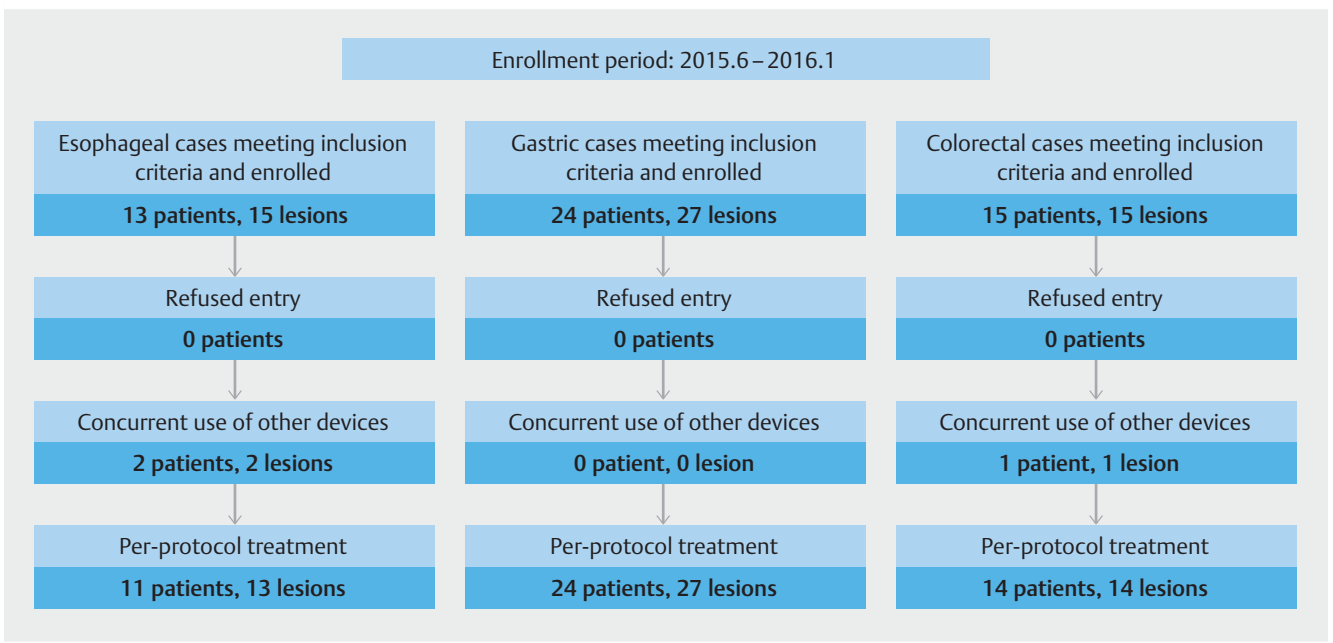 Enrollment period: 2015.6 – 2016.1
Esophageal cases meeting inclusion
criteria and enrolled
13 patients, 15 lesions
Refused entry
0 patients
Concurrent use of other devices
2 patients, 2 lesions
Per-protocol treatment
11 patients, 13 lesions
Gastric cases meeting inclusion
criteria and enrolled
24 patients, 27 lesions
Refused entry
0 patients
Concurrent use of other devices
0 patient, 0 lesion
Per-protocol treatment
24 patients, 27 lesions
Colorectal cases meeting inclusion
criteria and enrolled
15 patients, 15 lesions
Refused entry
0 patients
Concurrent use of other devices
1 patient, 1 lesion
Per-protocol treatment
14 patients, 14 lesions